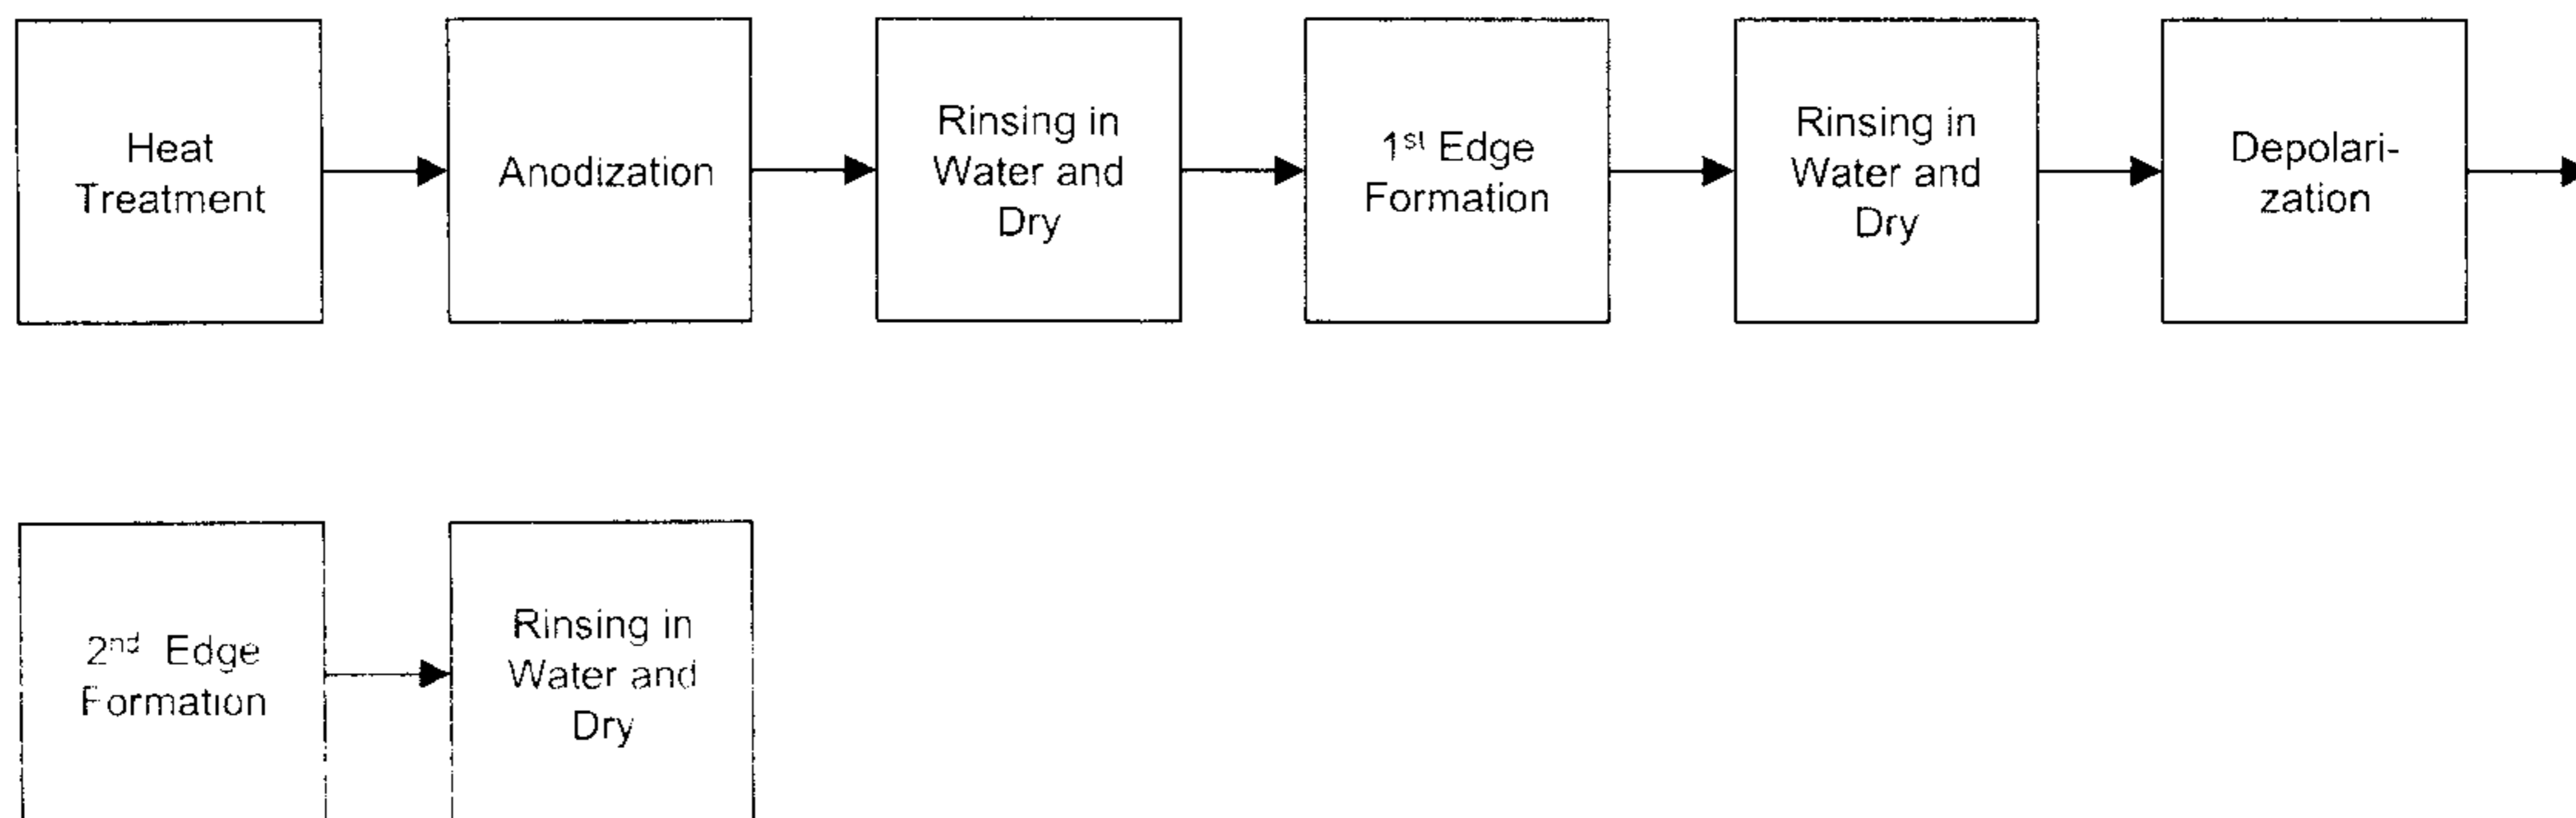 Heat
Treatment
Anodization
Rinsing in
Water and
Dry
1st Edge
Formation
Rinsing in
Water and
Dry
Depolari-
zation
2nd Edge
Formation
Rinsing in
Water and
Dry